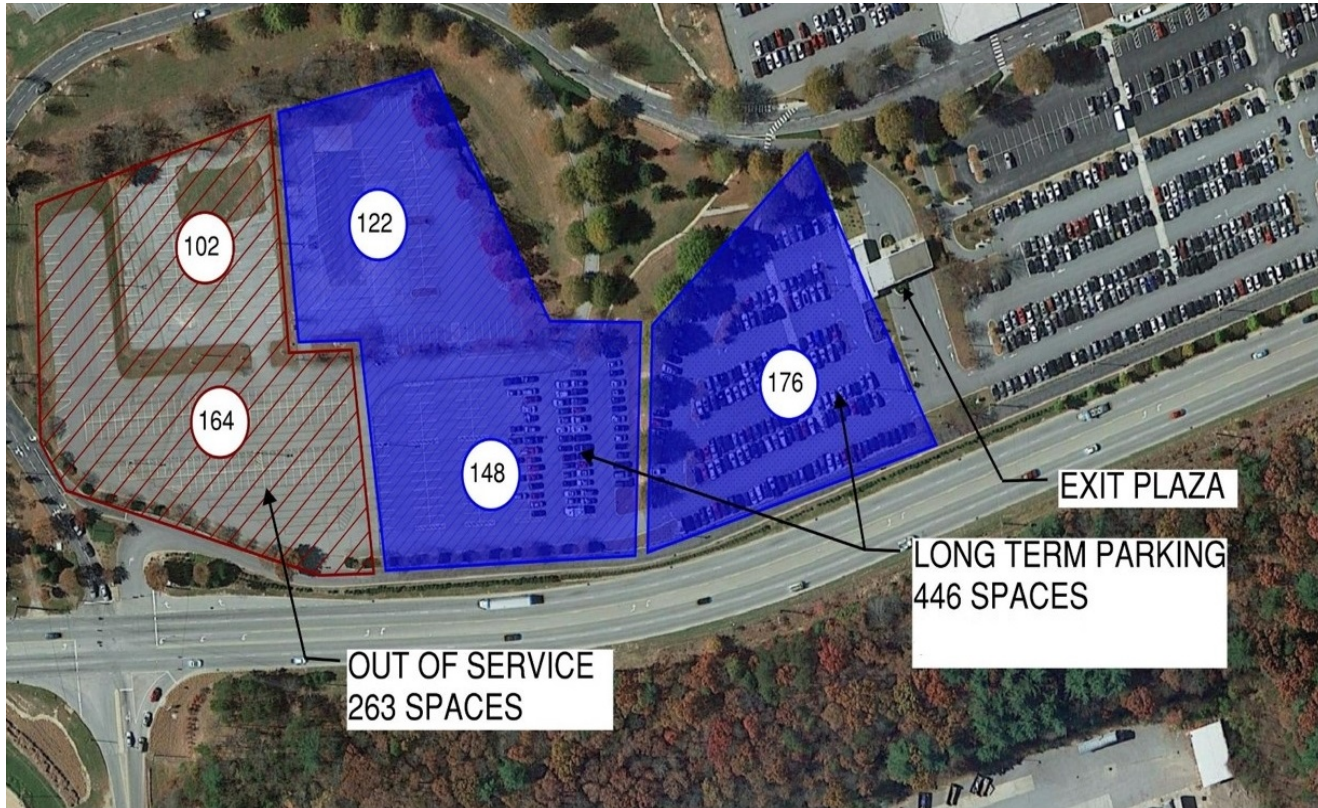 122
102
176
164
148
EXIT PLAZA
LONG TERM PARKING
446 SPACES
OUT OF SERVICE
263 SPACES